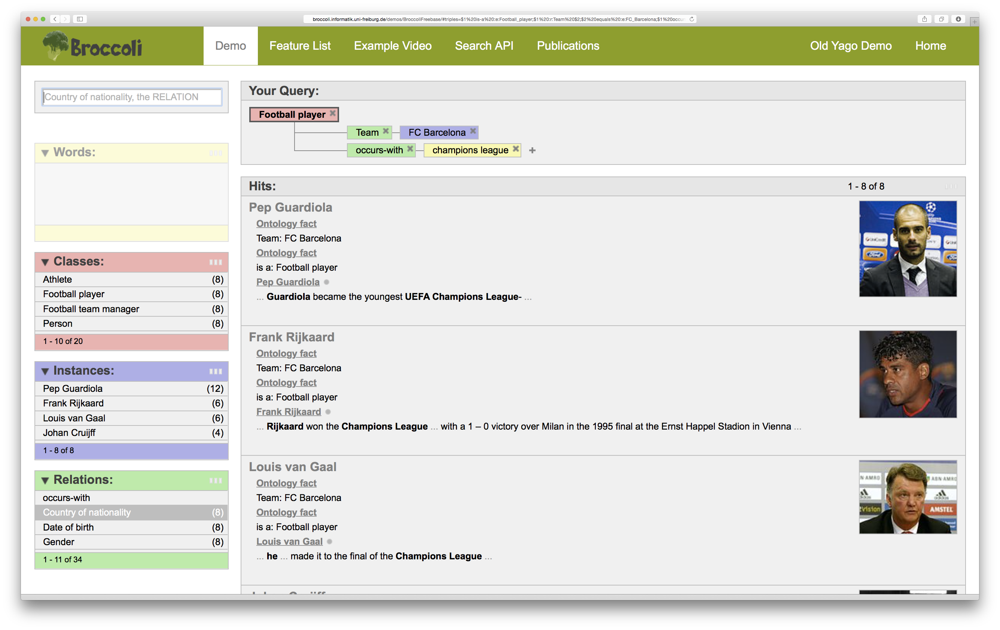 broccoli.informatik.uni-freiburg.de/demos/BroccoliFreebase/#triples=$1%20is-a%20:e:Football_player;$1%20:r:Team%20$2;$2%20equals%20:e:FC_Barcelona;$1%20occu
Broccoli
Demo
Feature List
Example Video
Search API
Publications
Old Yago Demo
Home
Country of nationality, the RELATION
Words:
Classes:
Athlete (8)
Football player (8)
Football team manager (8)
Person (8)
1 - 10 of 20
Instances:
Pep Guardiola (12)
Frank Rijkaard (6)
Louis van Gaal (6)
Johan Cruijff (4)
1 - 8 of 8
Relations:
occurs-with
Country of nationality (8)
Date of birth (8)
Gender (8)
1 - 11 of 34
Your Query:
Football player
Team FC Barcelona
occurs-with champions league +
Hits: 1 - 8 of 8
Pep Guardiola
Ontology fact
Team: FC Barcelona
Ontology fact
is a: Football player
Pep Guardiola
... Guardiola became the youngest UEFA Champions League- ...
UniCredit
Ford
Frank Rijkaard
Ontology fact
Team: FC Barcelona
Ontology fact
is a: Football player
Frank Rijkaard
... Rijkaard won the Champions League ... with a 1 – 0 victory over Milan in the 1995 final at the Ernst Happel Stadion in Vienna ...
Louis van Gaal
Ontology fact
Team: FC Barcelona
Ontology fact
is a: Football player
Louis van Gaal
... he ... made it to the final of the Champions League ...
N·AMRO
ABN·AMRO
adidas
adidas
AMSTEL